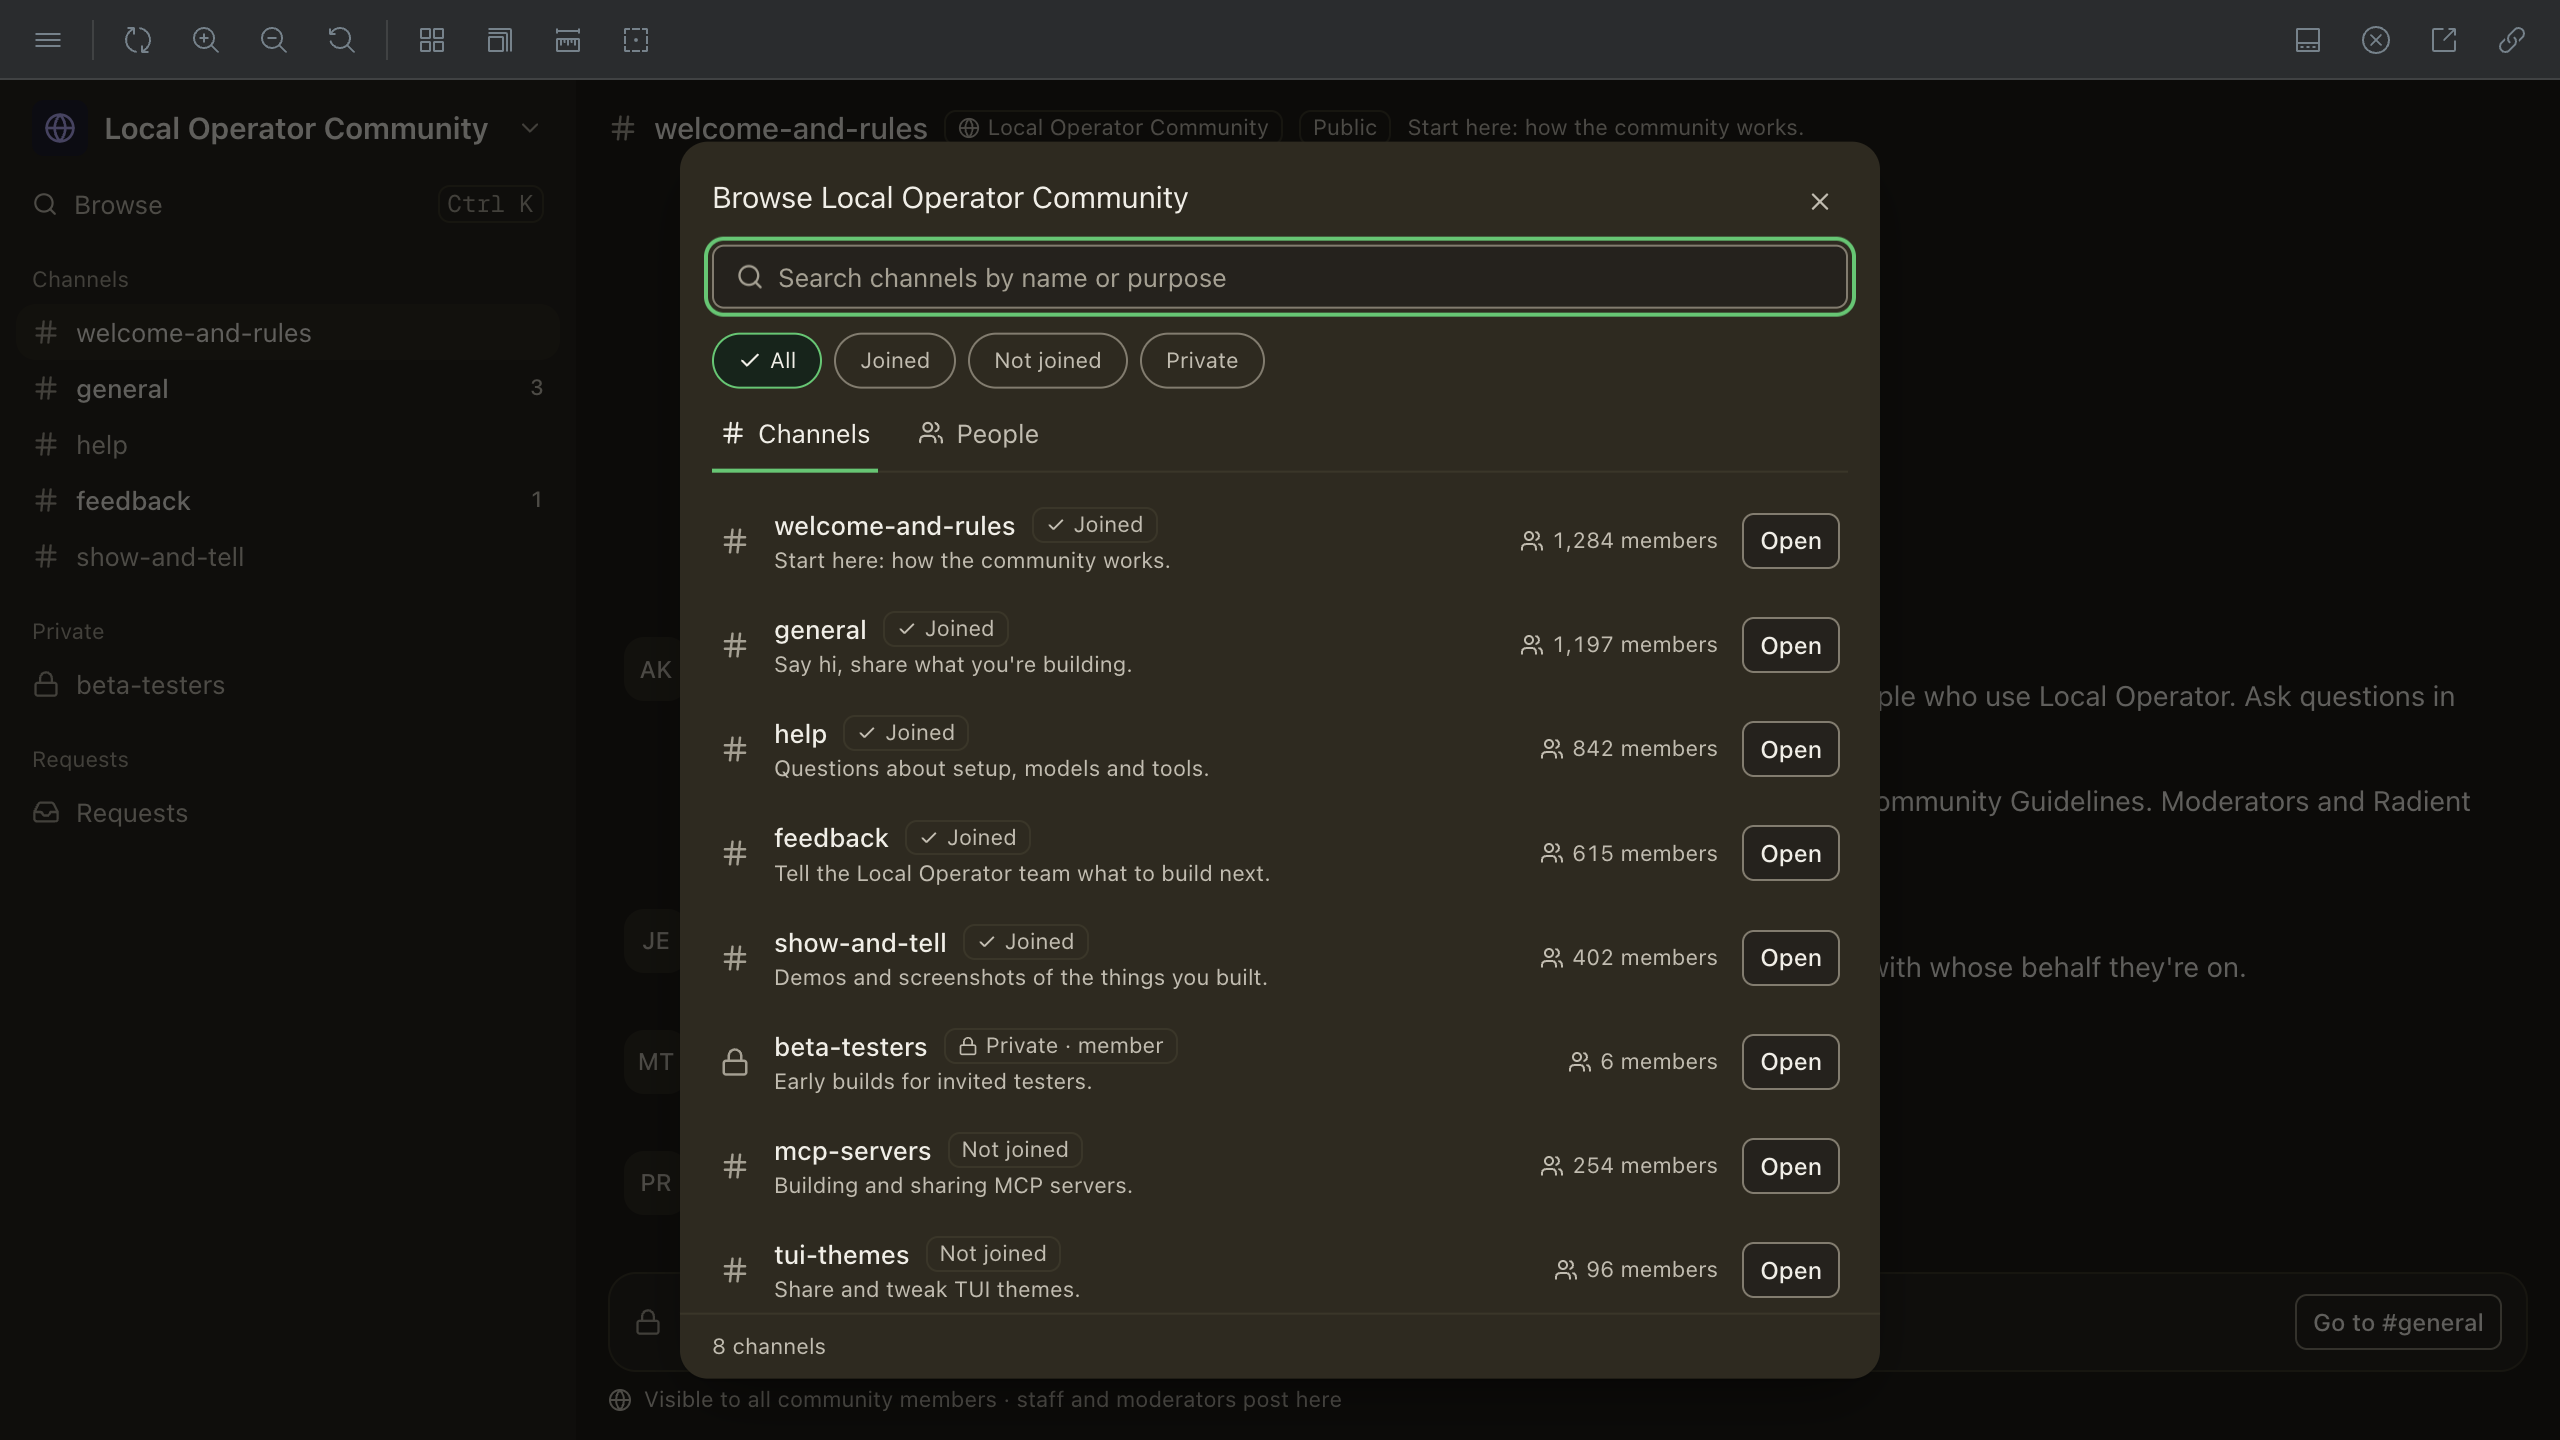 Local Operator Community
Browse
Ctrl K
Channels
welcome-and-rules
general
3
help
feedback
1
show-and-tell
Private
beta-testers
Requests
Requests
welcome-and-rules
Local Operator Community
Public
Start here: how the community works.
AK
ple who use Local Operator. Ask questions in
ommunity Guidelines. Moderators and Radient
JE
with whose behalf they're on.
MT
PR
Go to #general
Visible to all community members · staff and moderators post here
Browse Local Operator Community
Search channels by name or purpose
All
Joined
Not joined
Private
Channels
People
welcome-and-rules
Joined
Start here: how the community works.
1,284 members
Open
general
Joined
Say hi, share what you're building.
1,197 members
Open
help
Joined
Questions about setup, models and tools.
842 members
Open
feedback
Joined
Tell the Local Operator team what to build next.
615 members
Open
show-and-tell
Joined
Demos and screenshots of the things you built.
402 members
Open
beta-testers
Private · member
Early builds for invited testers.
6 members
Open
mcp-servers
Not joined
Building and sharing MCP servers.
254 members
Open
tui-themes
Not joined
Share and tweak TUI themes.
96 members
Open
8 channels